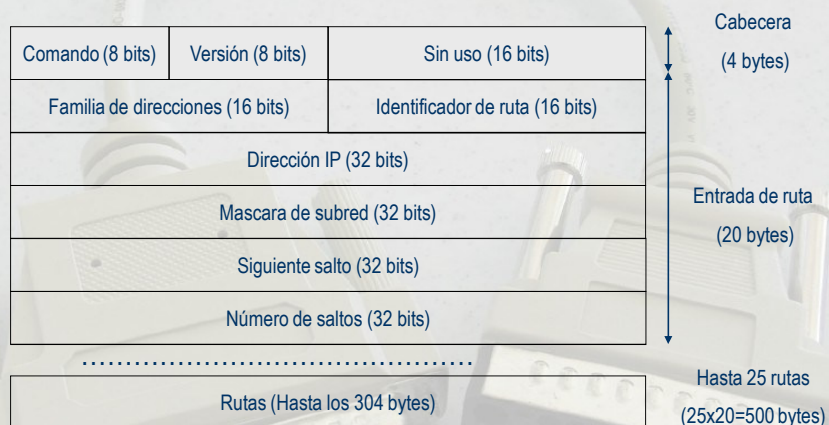 Cabecera
(4 bytes)
Comando (8 bits) Versión (8 bits) Sin uso (16 bits)
Familia de direcciones (16 bits) Identificador de ruta (16 bits)
Dirección IP (32 bits)
Mascara de subred (32 bits)
Entrada de ruta
(20 bytes)
Siguiente salto (32 bits)
Número de saltos (32 bits)
............................................
Rutas (Hasta los 304 bytes)
Hasta 25 rutas
(25x20=500 bytes)